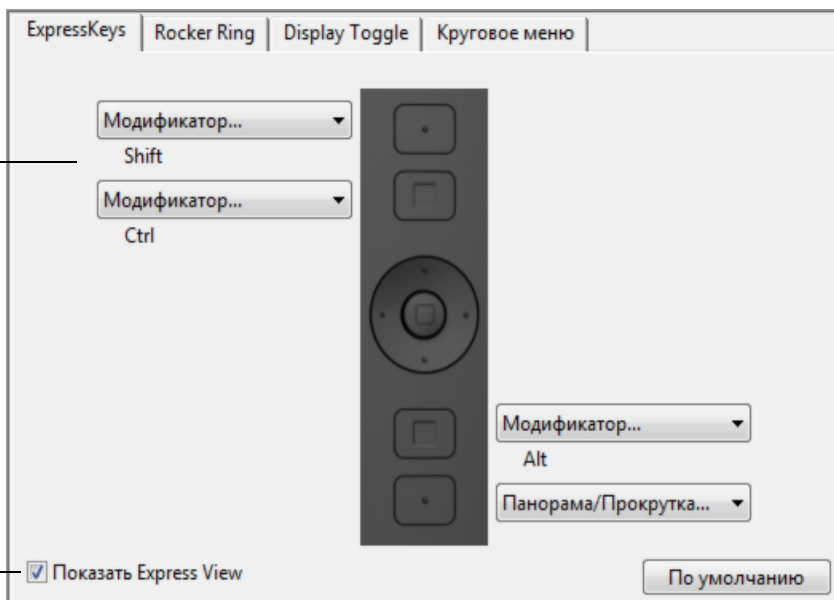 ExpressKeys
Rocker Ring
Display Toggle
Круговое меню
Модификатор...
Shift
Модификатор...
Ctrl
Модификатор...
Alt
Панорама/Прокрутка...
Показать Express View
По умолчанию